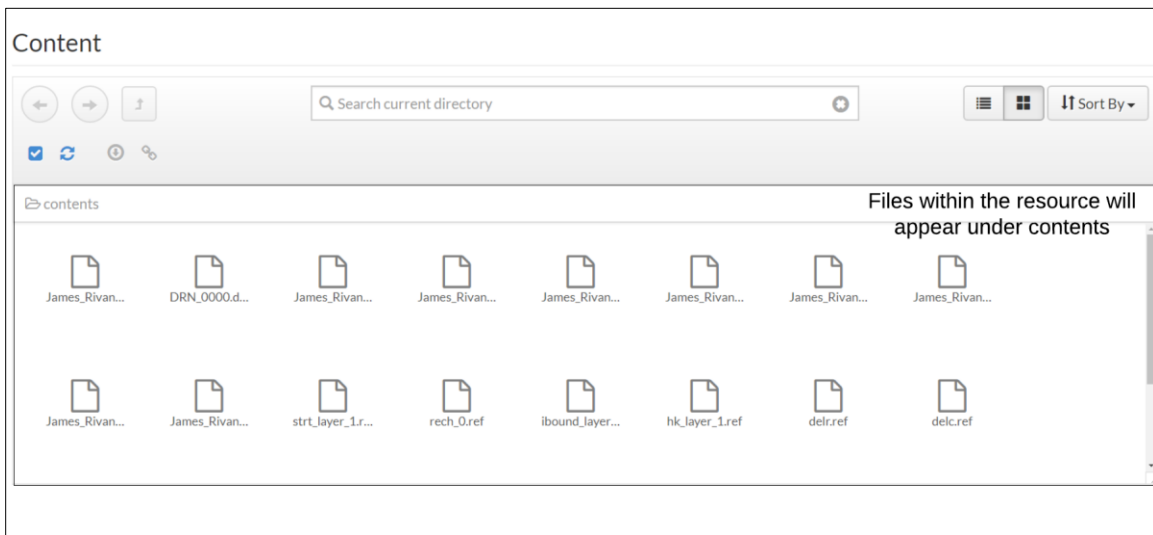 Content
Search current directory
Sort By
contents
Files within the resource will
appear under contents
James_Rivan... DRN_0000.d... James_Rivan... James_Rivan... James_Rivan... James_Rivan... James_Rivan... James_Rivan...
James_Rivan... James_Rivan... strt_layer_1.r... rech_0.ref ibound_layer... hk_layer_1.ref delr.ref delc.ref